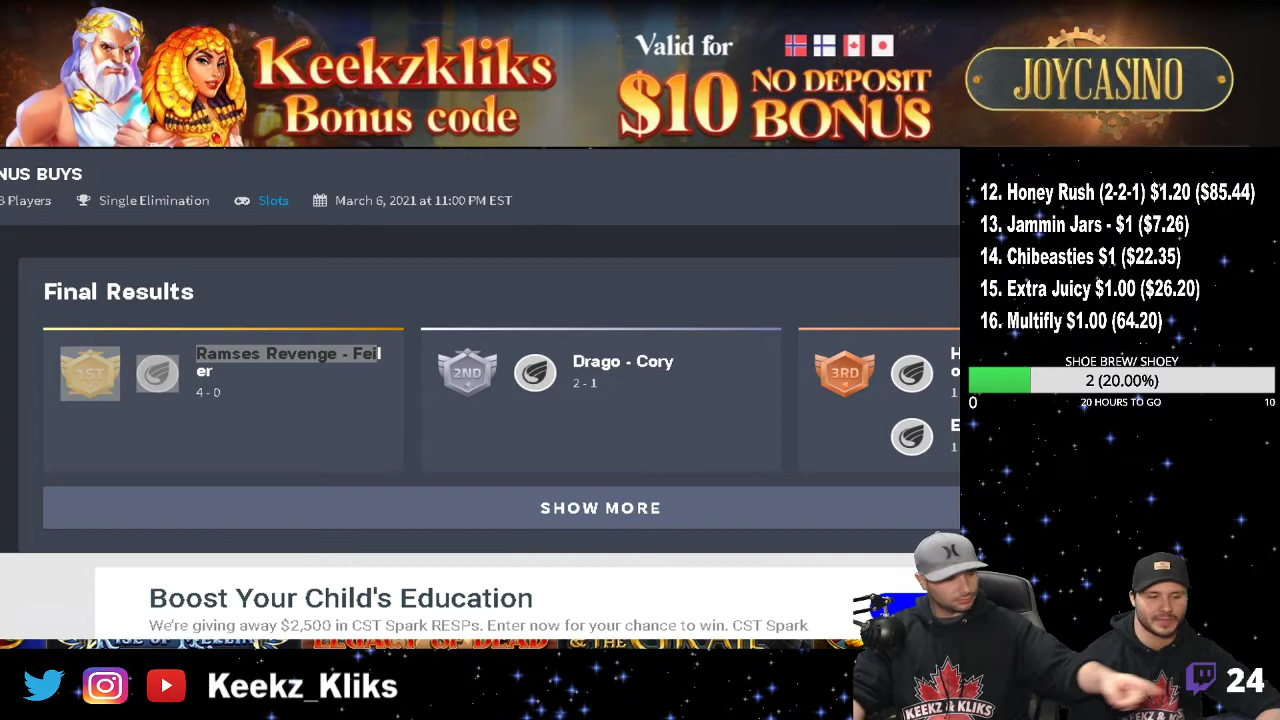 Keekzkliks
Bonus code
Valid for
$10 NO DEPOSIT
BONUS
JOYCASINO
NUS BUYS
Players
Single Elimination
Slots
March 6, 2021 at 11:00 PM EST
Final Results
1ST
Ramses Revenge - Feil
er
4 - 0
2ND
Drago - Cory
2 - 1
3RD
SHOW MORE
Boost Your Child's Education
We're giving away $2,500 in CST Spark RESPs. Enter now for your chance to win. CST Spark
LEGACY OF DEAD
12. Honey Rush (2-2-1) $1.20 ($85.44)
13. Jammin Jars - $1 ($7.26)
14. Chibeasties $1 ($22.35)
15. Extra Juicy $1.00 ($26.20)
16. Multifly $1.00 (64.20)
SHOE BREW/ SHOEY
2 (20.00%)
0
20 HOURS TO GO
10
Keekz_Kliks
KEEKZ & KLIKS
24